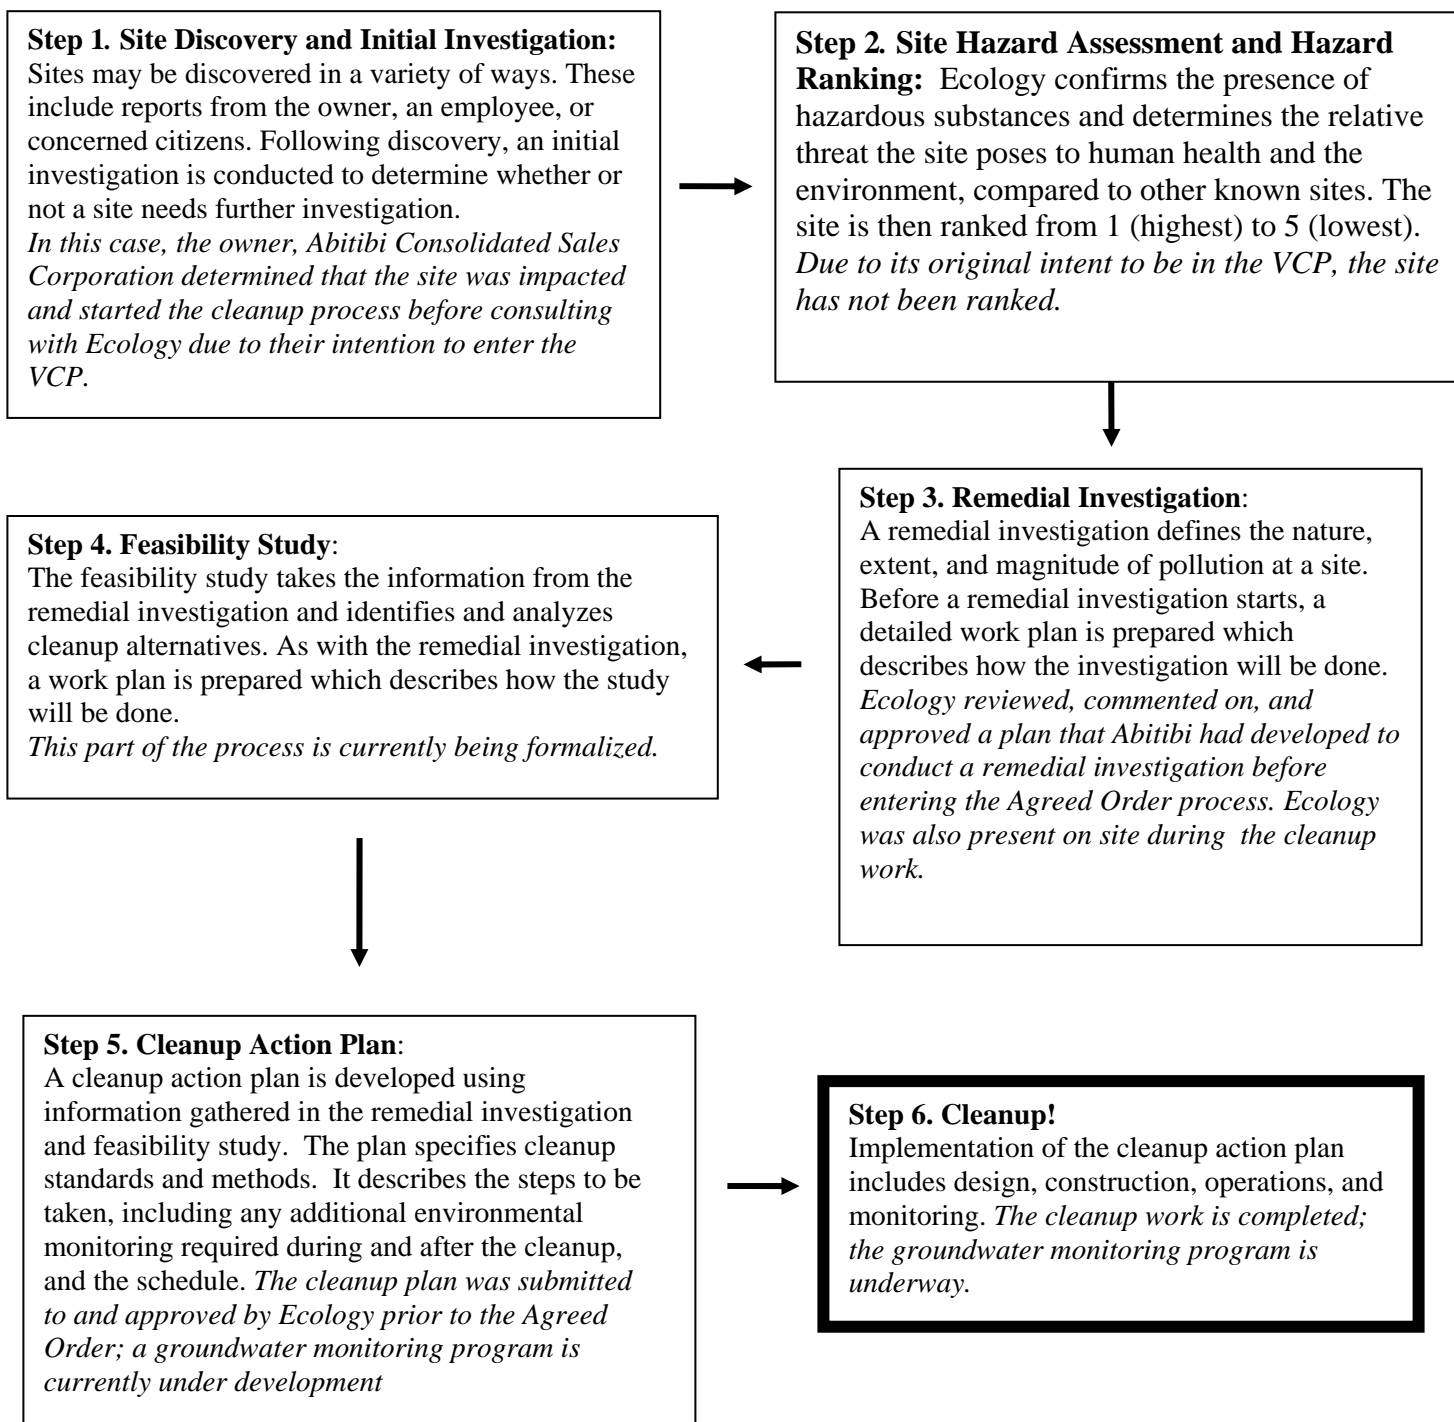 Step 1. Site Discovery and Initial Investigation:
Sites may be discovered in a variety of ways. These
include reports from the owner, an employee, or
concerned citizens. Following discovery, an initial
investigation is conducted to determine whether or
not a site needs further investigation.
In this case, the owner, Abitibi Consolidated Sales
Corporation determined that the site was impacted
and started the cleanup process before consulting
with Ecology due to their intention to enter the
VCP.
Step 2. Site Hazard Assessment and Hazard
Ranking: Ecology confirms the presence of
hazardous substances and determines the relative
threat the site poses to human health and the
environment, compared to other known sites. The
site is then ranked from 1 (highest) to 5 (lowest).
Due to its original intent to be in the VCP, the site
has not been ranked.
Step 3. Remedial Investigation:
A remedial investigation defines the nature,
extent, and magnitude of pollution at a site.
Before a remedial investigation starts, a
detailed work plan is prepared which
describes how the investigation will be done.
Ecology reviewed, commented on, and
approved a plan that Abitibi had developed to
conduct a remedial investigation before
entering the Agreed Order process. Ecology
was also present on site during the cleanup
work.
Step 4. Feasibility Study:
The feasibility study takes the information from the
remedial investigation and identifies and analyzes
cleanup alternatives. As with the remedial investigation,
a work plan is prepared which describes how the study
will be done.
This part of the process is currently being formalized.
Step 5. Cleanup Action Plan:
A cleanup action plan is developed using
information gathered in the remedial investigation
and feasibility study. The plan specifies cleanup
standards and methods. It describes the steps to be
taken, including any additional environmental
monitoring required during and after the cleanup,
and the schedule. The cleanup plan was submitted
to and approved by Ecology prior to the Agreed
Order; a groundwater monitoring program is
currently under development
Step 6. Cleanup!
Implementation of the cleanup action plan
includes design, construction, operations, and
monitoring. The cleanup work is completed;
the groundwater monitoring program is
underway.